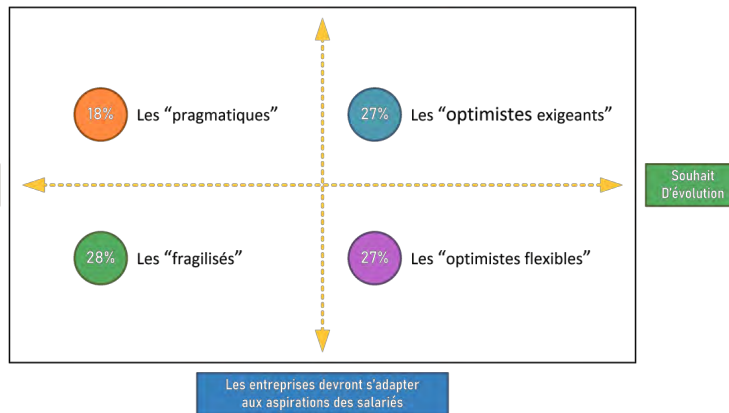 18% Les “pragmatiques”
27% Les “optimistes exigeants”
Souhait
D'évolution
28% Les “fragilisés”
27% Les “optimistes flexibles”
Les entreprises devront s'adapter
aux aspirations des salariés